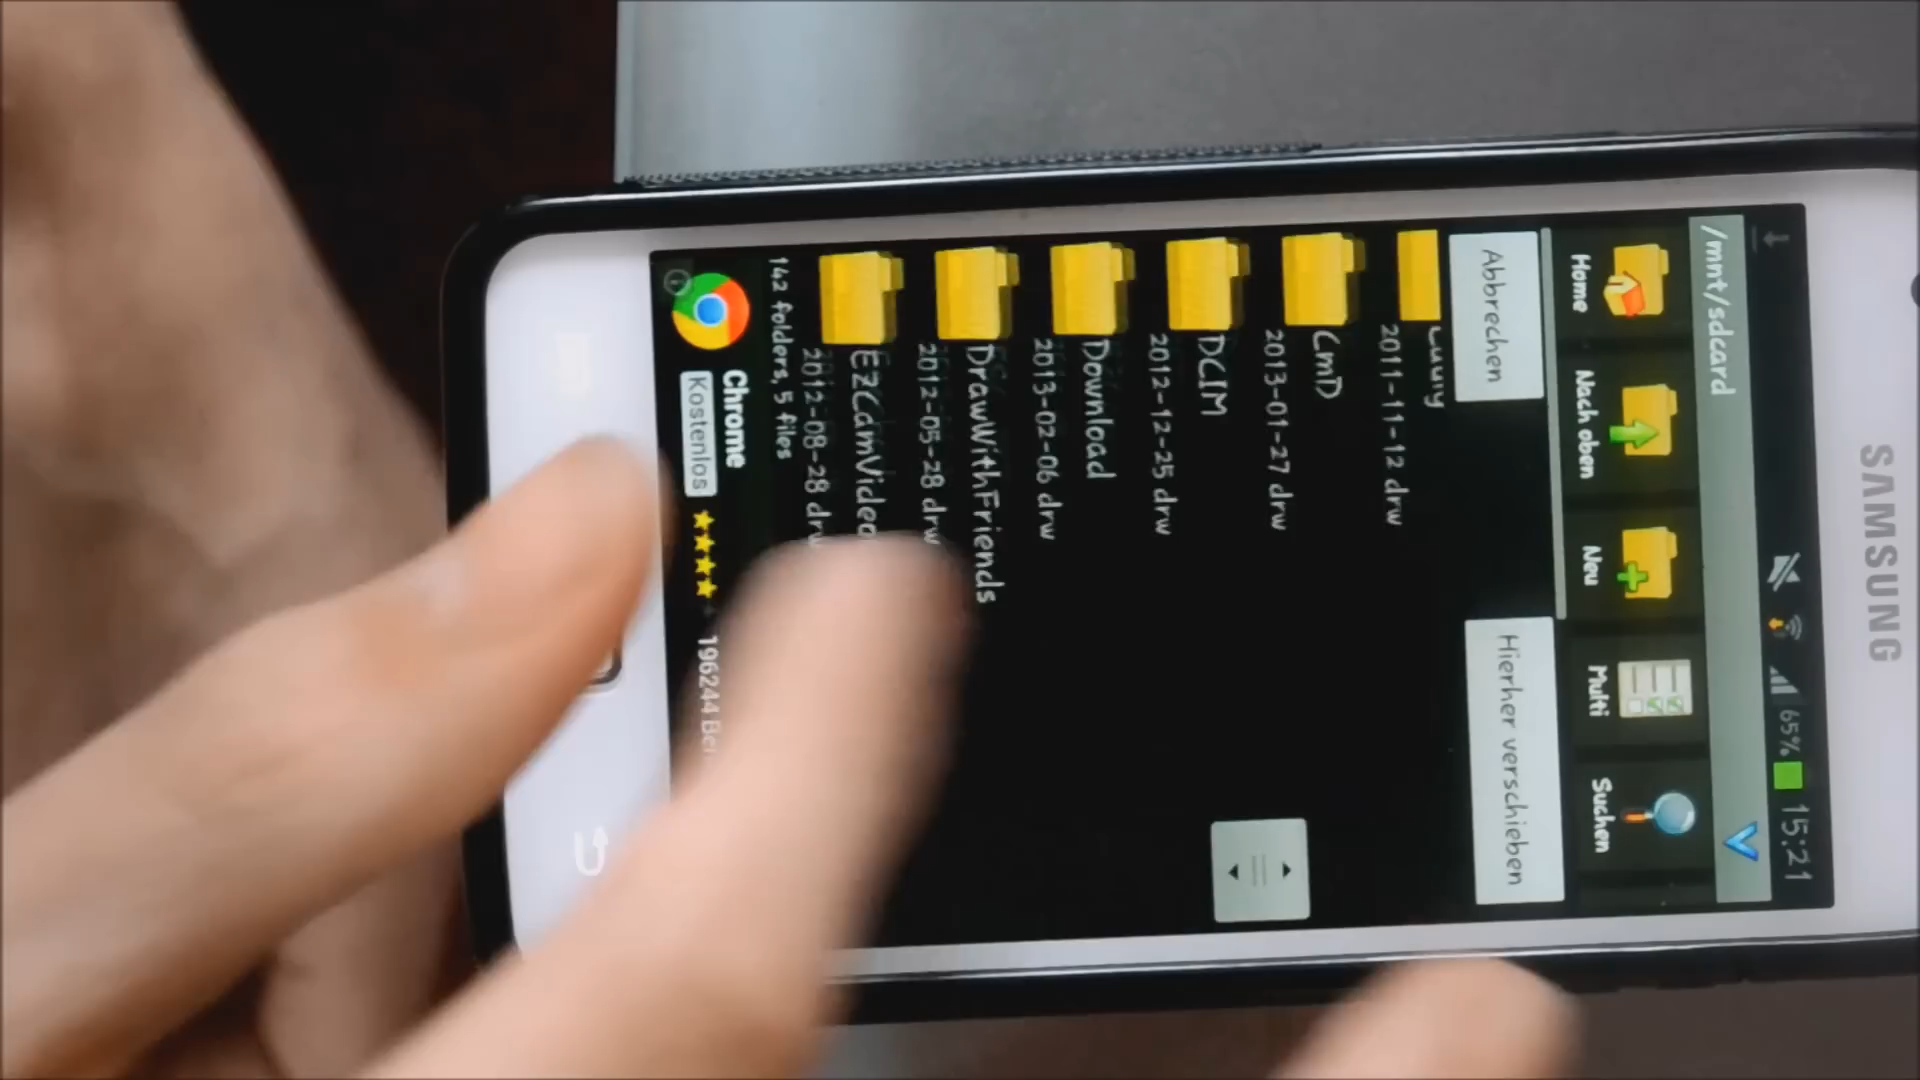 SAMSUNG
65% 15:21
/mnt/sdcard
Home Nach oben Neu Multi Suchen
Abbrechen Hierher verschieben
2011-11-12 drw
CmD
2013-01-27 drw
DCIM
2012-12-25 drw
Download
2013-02-06 drw
DrawWithFriends
2012-05-28 drw
EzCamVideo
2012-08-28 drw
142 folders, 5 files
Chrome
Kostenlos 196244